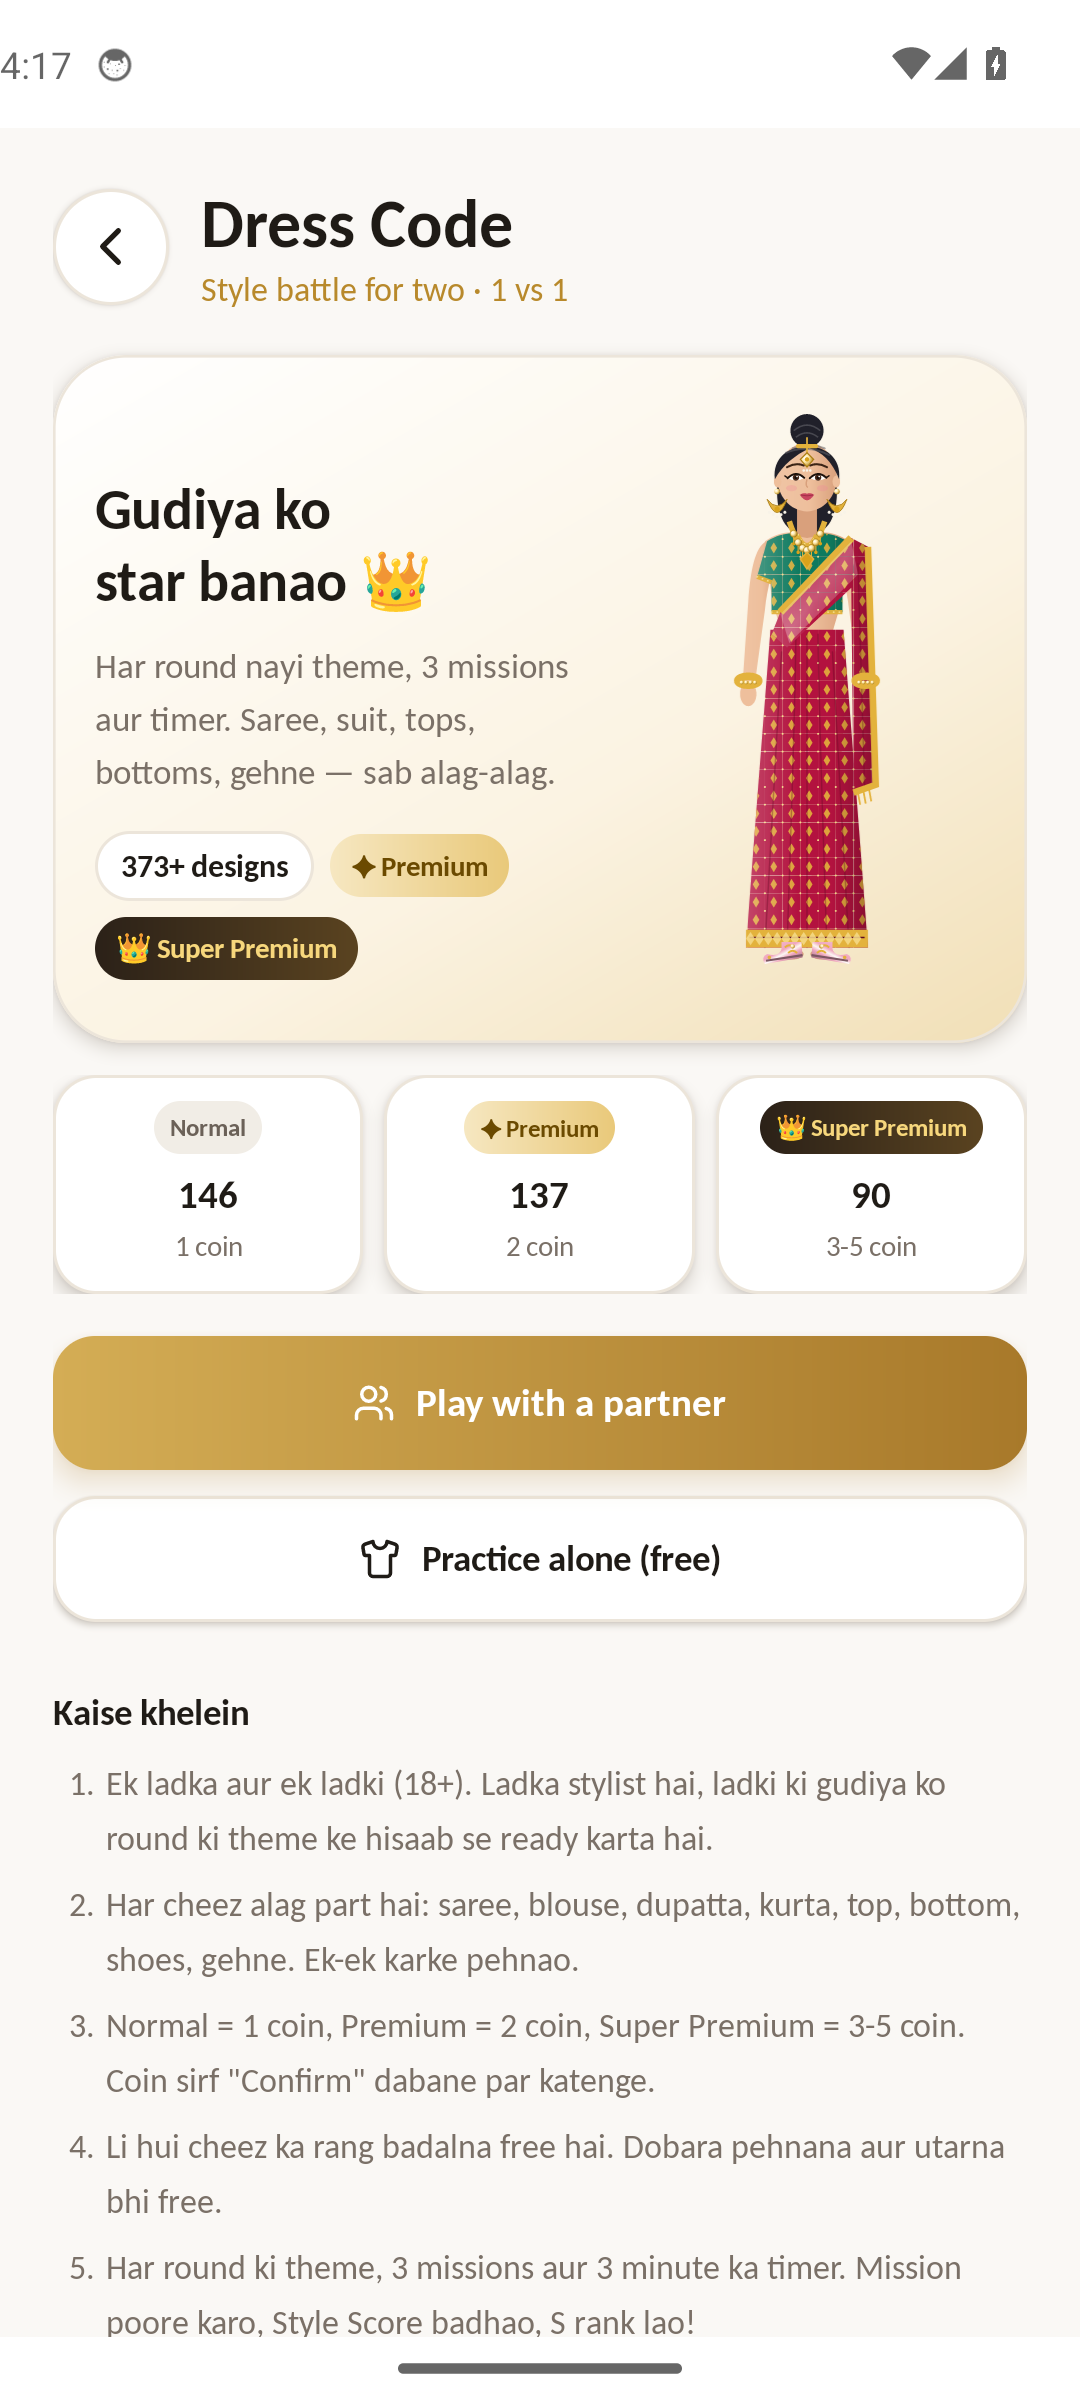 4:17
Dress Code
Style battle for two · 1 vs 1
Gudiya ko
star banao 👑
Har round nayi theme, 3 missions
aur timer. Saree, suit, tops,
bottoms, gehne — sab alag-alag.
373+ designs
✦ Premium
👑 Super Premium
Normal
146
1 coin
✦ Premium
137
2 coin
👑 Super Premium
90
3-5 coin
Play with a partner
Practice alone (free)
Kaise khelein
1. Ek ladka aur ek ladki (18+). Ladka stylist hai, ladki ki gudiya ko
round ki theme ke hisaab se ready karta hai.
2. Har cheez alag part hai: saree, blouse, dupatta, kurta, top, bottom,
shoes, gehne. Ek-ek karke pehnao.
3. Normal = 1 coin, Premium = 2 coin, Super Premium = 3-5 coin.
Coin sirf "Confirm" dabane par katenge.
4. Li hui cheez ka rang badalna free hai. Dobara pehnana aur utarna
bhi free.
5. Har round ki theme, 3 missions aur 3 minute ka timer. Mission
poore karo, Style Score badhao, S rank lao!